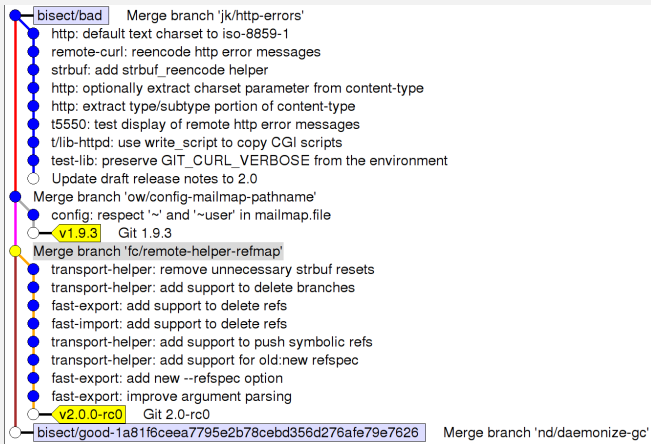 bisect/bad Merge branch 'jk/http-errors'
http: default text charset to iso-8859-1
remote-curl: reencode http error messages
strbuf: add strbuf_reencode helper
http: optionally extract charset parameter from content-type
http: extract type/subtype portion of content-type
t5550: test display of remote http error messages
t/lib-httpd: use write_script to copy CGI scripts
test-lib: preserve GIT_CURL_VERBOSE from the environment
Update draft release notes to 2.0
Merge branch 'ow/config-mailmap-pathname'
config: respect '~' and '~user' in mailmap.file
v1.9.3 Git 1.9.3
Merge branch 'fc/remote-helper-refmap'
transport-helper: remove unnecessary strbuf resets
transport-helper: add support to delete branches
fast-export: add support to delete refs
fast-import: add support to delete refs
transport-helper: add support to push symbolic refs
transport-helper: add support for old:new refspec
fast-export: add new --refspec option
fast-export: improve argument parsing
v2.0.0-rc0 Git 2.0-rc0
bisect/good-1a81f6ceea7795e2b78cebd356d276afe79e7626 Merge branch 'nd/daemonize-gc'